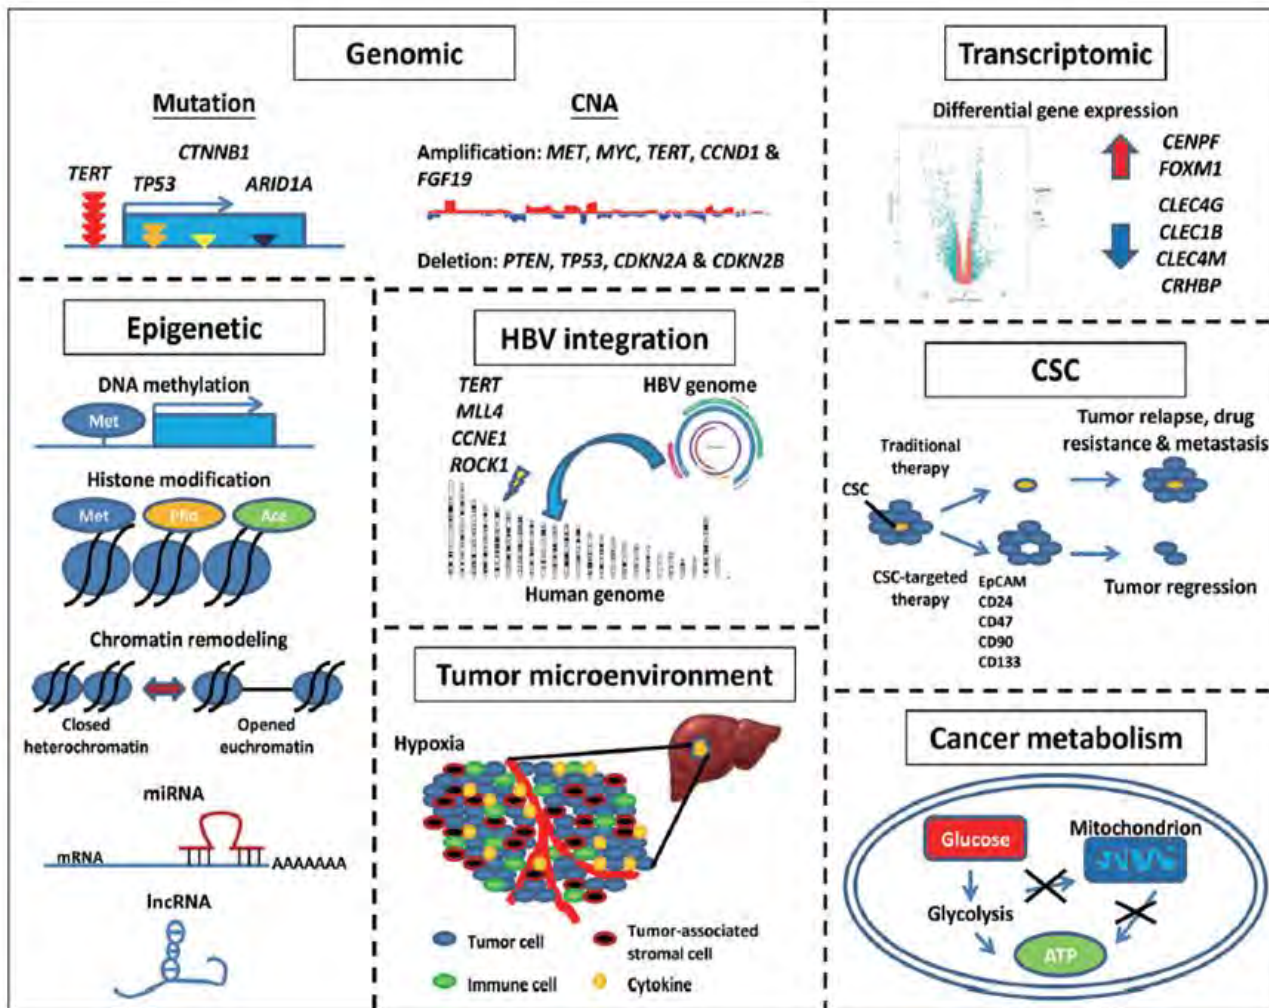 Genomic
Mutation
CNA
CTNNB1
TERT
TP53
ARID1A
Amplification: MET, MYC, TERT, CCND1 &
FGF19
Deletion: PTEN, TP53, CDKN2A & CDKN2B
Transcriptomic
Differential gene expression
CENPF
FOXM1
CLEC4G
CLEC1B
CLEC4M
CRHBP
Epigenetic
DNA methylation
Met
Histone modification
Met
Pho
Ace
Chromatin remodeling
Closed
heterochromatin
Opened
euchromatin
miRNA
mRNA
AAAAAAA
lncRNA
HBV integration
TERT
MLL4
CCNE1
ROCK1
HBV genome
Human genome
Tumor microenvironment
Hypoxia
Tumor cell
Tumor-associated
stromal cell
Immune cell
Cytokine
CSC
Traditional
therapy
Tumor relapse, drug
resistance & metastasis
CSC
CSC-targeted
therapy
EpCAM
CD24
CD47
CD90
CD133
Tumor regression
Cancer metabolism
Glucose
Mitochondrion
Glycolysis
ATP